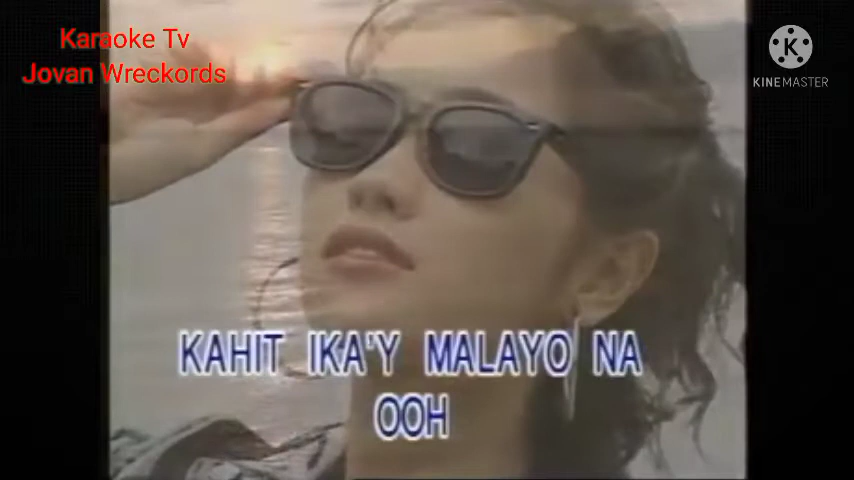 Karaoke Tv
Jovan Wreckords
K
KINEMASTER
KAHIT IKA'Y MALAYO NA
OOH